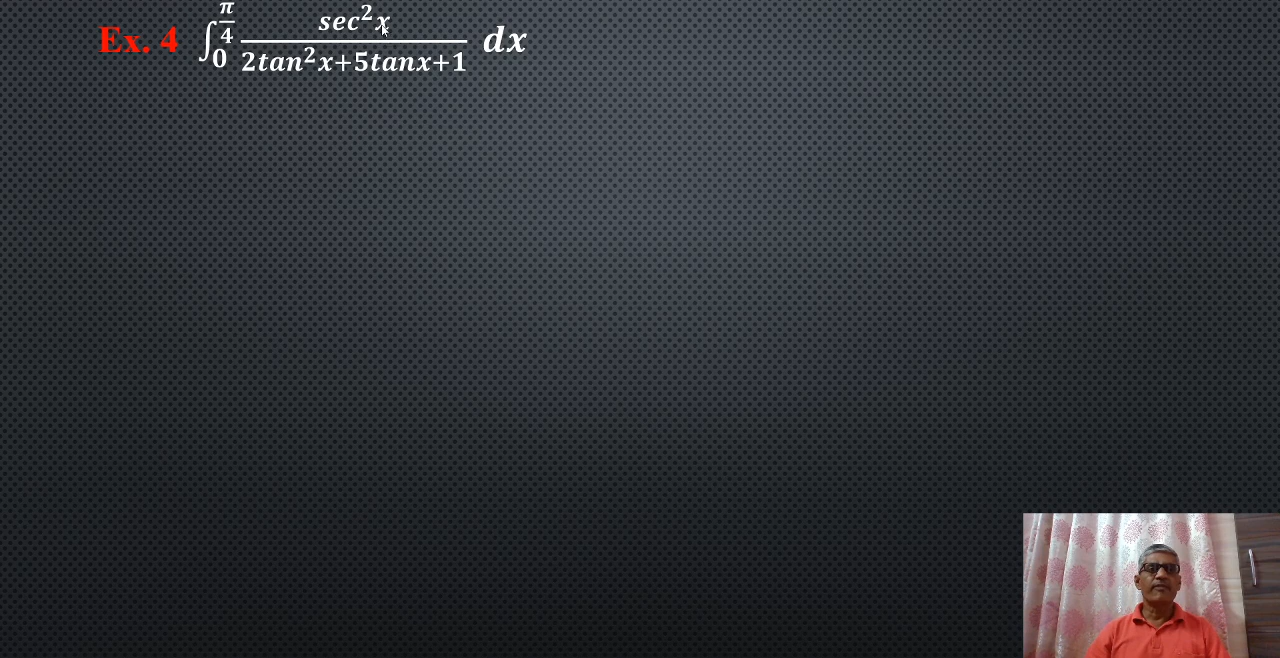 Ex. 4 ∫₀^{π/4} sec²x / (2tan²x+5tanx+1) dx